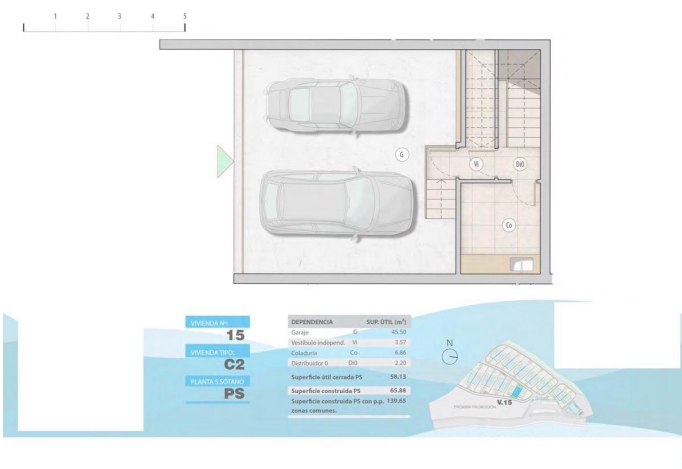 1 2 3 4 5
G
Vi
Di0
Co
VIVIENDA Nº:
15
VIVIENDA TIPO:
C2
PLANTA S.SÓTANO
PS
DEPENDENCIA SUP. ÚTIL (m²)
Garaje G 45.50
Vestíbulo independ. Vi 3.57
Coladuría Co 6.86
Distribuidor 0 Di0 2.20
Superficie útil cerrada PS 58.13
Superficie construida PS 65.88
Superficie construida PS con p.p. 139.65
zonas comunes.
N
V.15